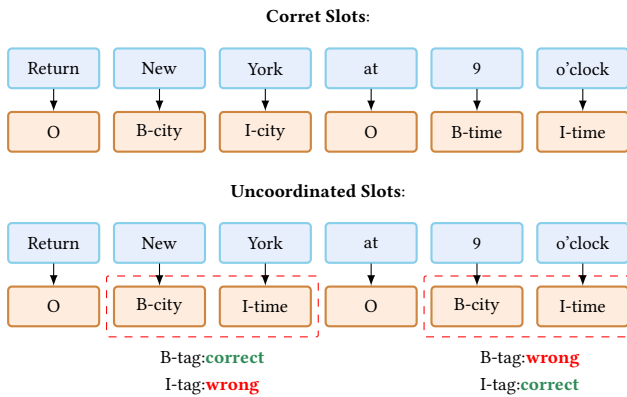 Corret Slots:
Return New York at 9 o'clock
O B-city I-city O B-time I-time
Uncoordinated Slots:
Return New York at 9 o'clock
O B-city I-time O B-city I-time
B-tag:correct B-tag:wrong
I-tag:wrong I-tag:correct